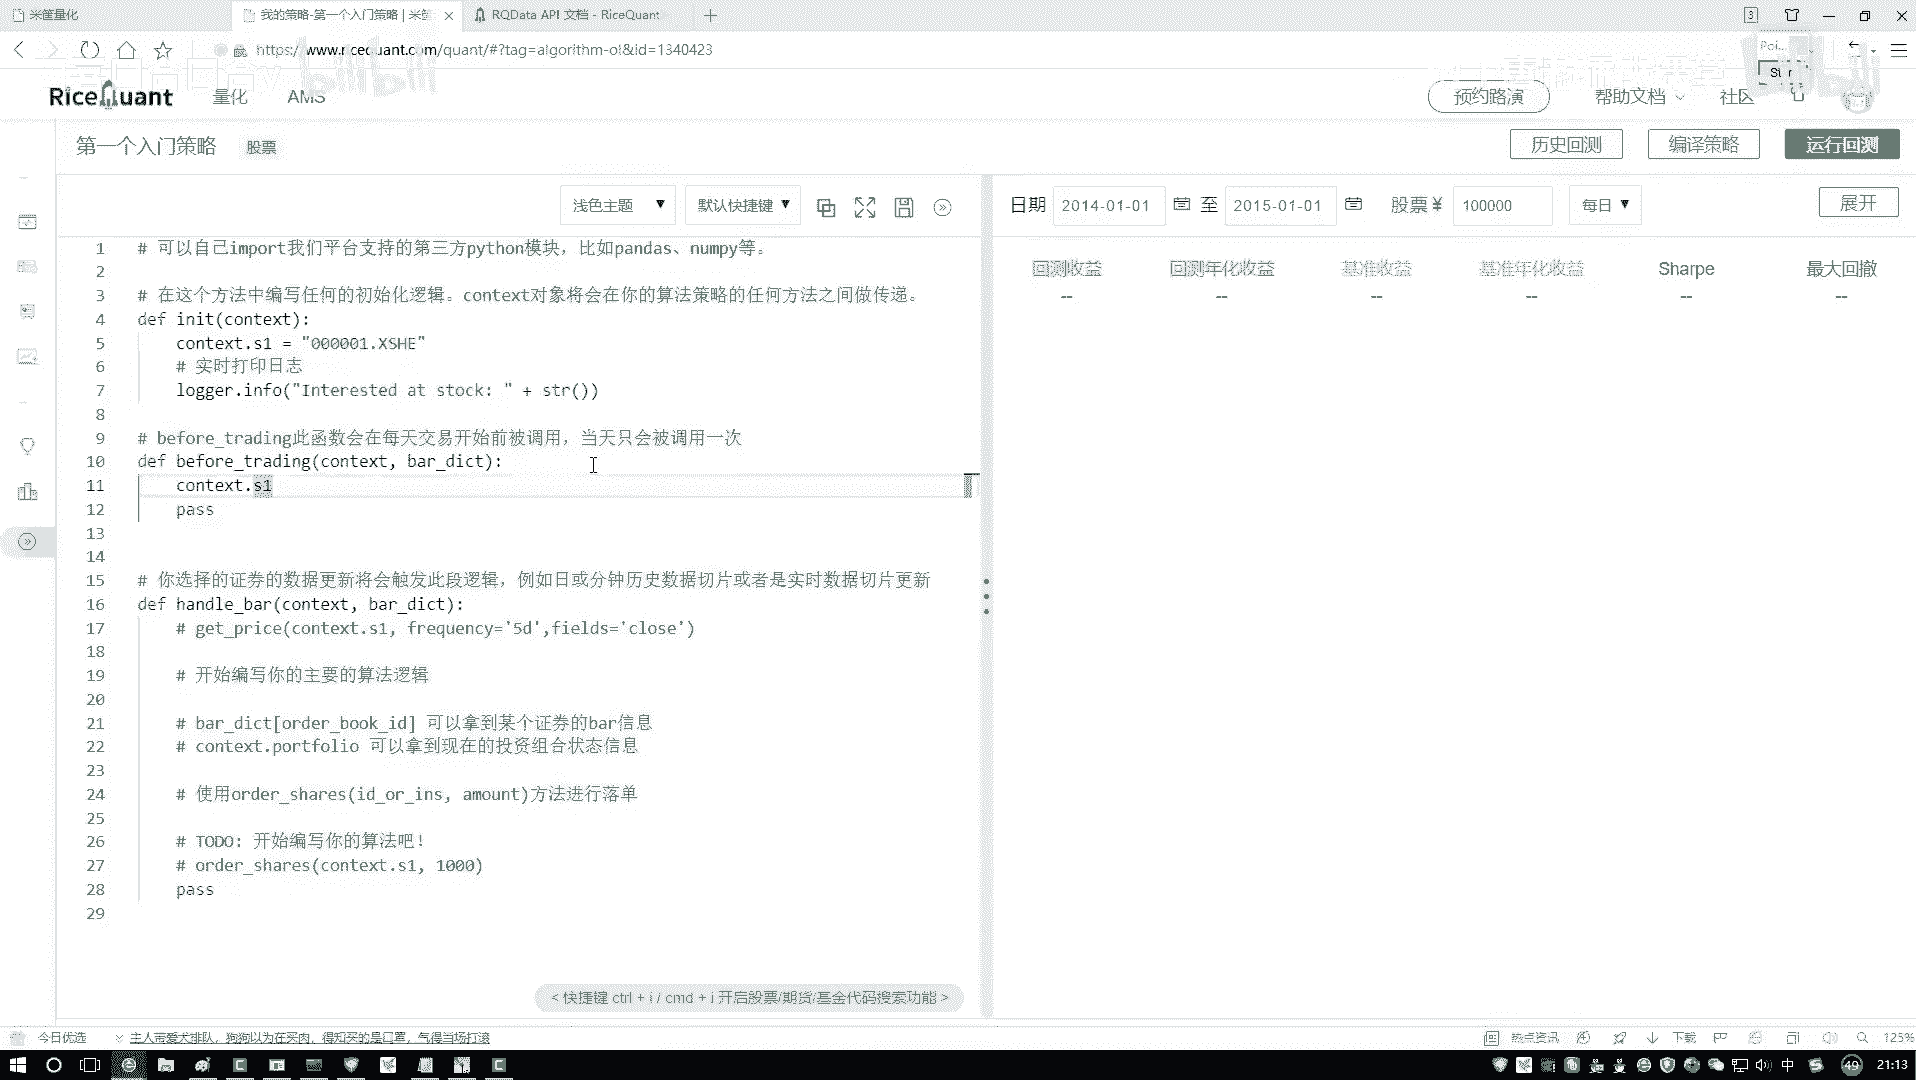 米筐量化
我的策略-第一个入门策略 | 米筐
RQData API 文档 - RiceQuant
3
https://www.ricequant.com/quant/#?tag=algorithm-ol&id=1340423
RiceQuant
量化
AMS
预约路演
帮助文档
社区
第一个入门策略
股票
历史回测
编译策略
运行回测
浅色主题
默认快捷键
日期
2014-01-01
至
2015-01-01
股票¥
100000
每日
展开
1 # 可以自己import我们平台支持的第三方python模块，比如pandas、numpy等。
2
3 # 在这个方法中编写任何的初始化逻辑。context对象将会在你的算法策略的任何方法之间做传递。
4 def init(context):
5 context.s1 = "000001.XSHE"
6 # 实时打印日志
7 logger.info("Interested at stock: " + str())
8
9 # before_trading此函数会在每天交易开始前被调用，当天只会被调用一次
10 def before_trading(context, bar_dict):
11 context.s1
12 pass
13
14
15 # 你选择的证券的数据更新将会触发此段逻辑，例如日或分钟历史数据切片或者是实时数据切片更新
16 def handle_bar(context, bar_dict):
17 # get_price(context.s1, frequency='5d',fields='close')
18
19 # 开始编写你的主要的算法逻辑
20
21 # bar_dict[order_book_id] 可以拿到某个证券的bar信息
22 # context.portfolio 可以拿到现在的投资组合状态信息
23
24 # 使用order_shares(id_or_ins, amount)方法进行落单
25
26 # TODO: 开始编写你的算法吧！
27 # order_shares(context.s1, 1000)
28 pass
29
回测收益
回测年化收益
基准收益
基准年化收益
Sharpe
最大回撤
--
--
--
--
--
--
< 快捷键 ctrl + i / cmd + i 开启股票/期货/基金代码搜索功能 >
今日优选
主人带爱犬排队，狗狗以为在买肉，得知买的是口罩，气得当场打滚
热点资讯
下载
125%
中
49
21:13